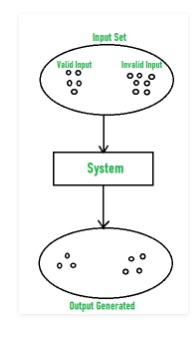 Input Set
Valid Input Invalid Input
System
Output Generated